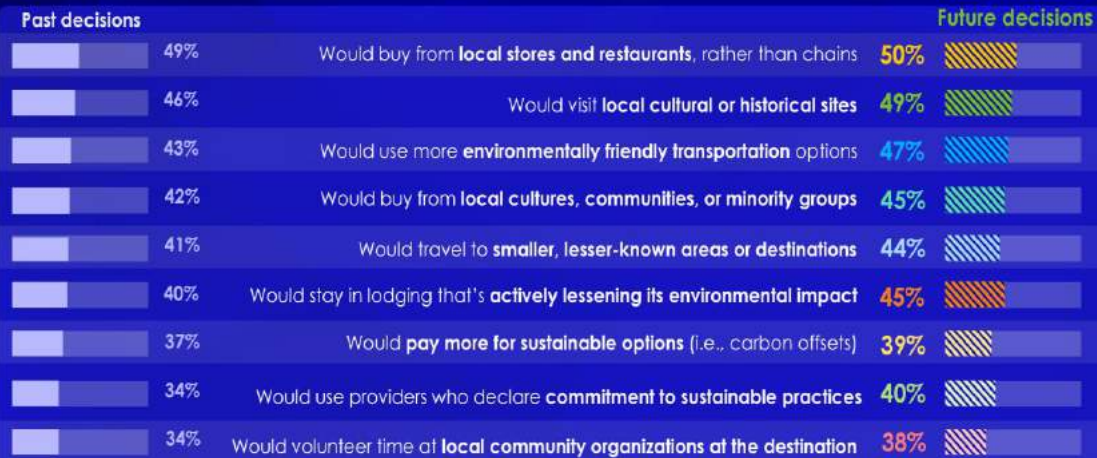 Past decisions Future decisions
49% Would buy from local stores and restaurants, rather than chains 50%
46% Would visit local cultural or historical sites 49%
43% Would use more environmentally friendly transportation options 47%
42% Would buy from local cultures, communities, or minority groups 45%
41% Would travel to smaller, lesser-known areas or destinations 44%
40% Would stay in lodging that's actively lessening its environmental impact 45%
37% Would pay more for sustainable options (i.e., carbon offsets) 39%
34% Would use providers who declare commitment to sustainable practices 40%
34% Would volunteer time at local community organizations at the destination 38%